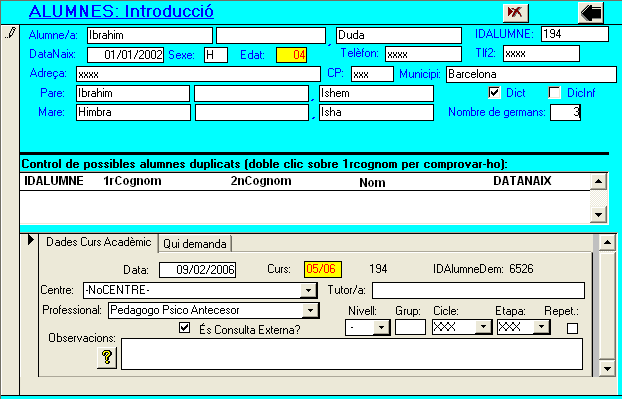 ALUMNES: Introducció
Alumne/a: Ibrahim , Duda IDALUMNE: 194
DataNaix: 01/01/2002 Sexe: H Edat: 04 Telèfon: xxxx Tlf2: xxxx
Adreça: xxxx CP: xxx Municipi: Barcelona
Pare: Ibrahim , Ishem Dict DicInf
Mare: Himbra , Isha Nombre de germans: 3
Control de possibles alumnes duplicats (doble clic sobre 1rcognom per comprovar-ho):
IDALUMNE 1rCognom 2nCognom Nom DATANAIX
Dades Curs Acadèmic Qui demanda
Data: 09/02/2006 Curs: 05/06 194 IDAlumneDem: 6526
Centre: -NoCENTRE- Tutor/a:
Professional: Pedagogo Psico Antecesor Nivell: Grup: Cicle: Etapa: Repet.:
És Consulta Externa? - XXX XXX
Observacions:
?